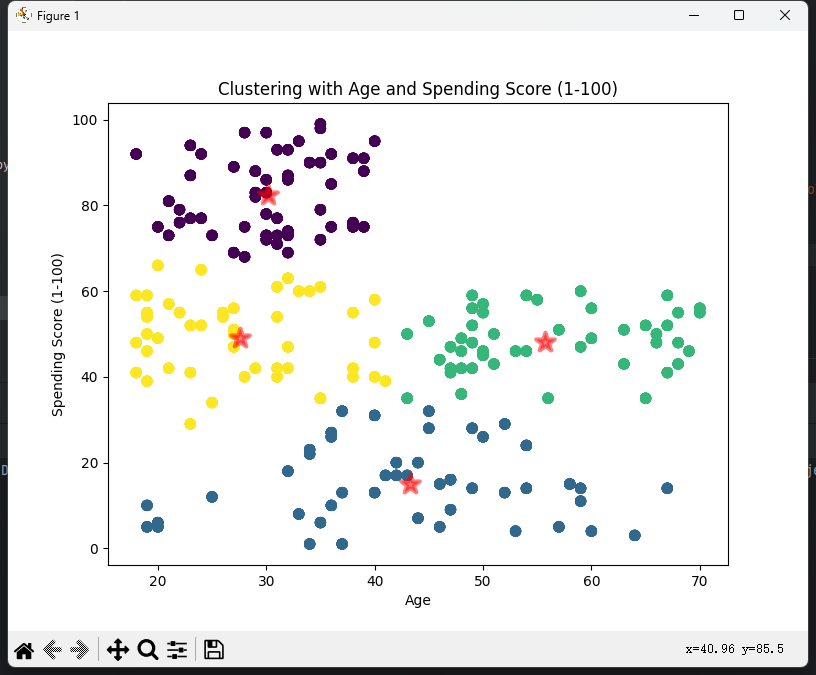 Figure 1
Clustering with Age and Spending Score (1-100)
100
80
60
40
20
0
Spending Score (1-100)
20 30 40 50 60 70
Age
x=40.96 y=85.5